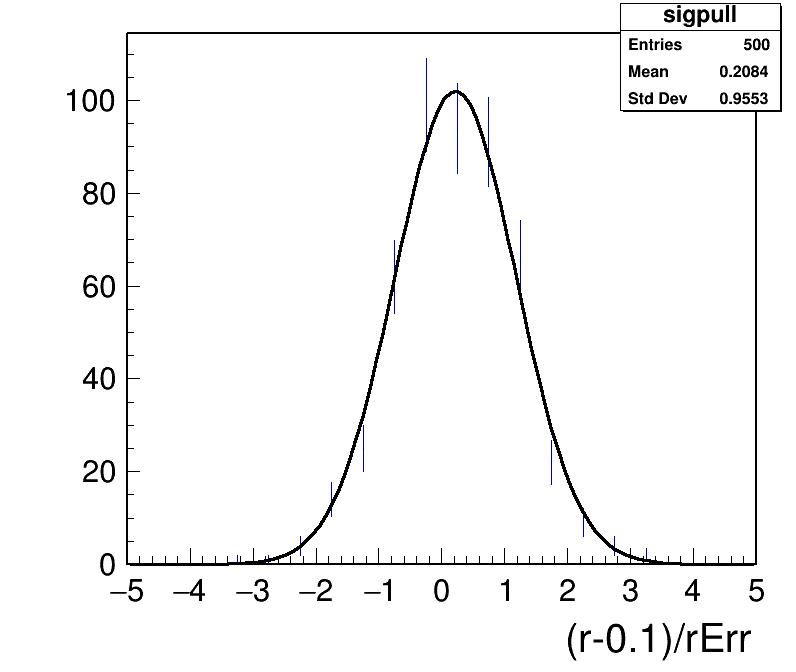 sigpull
Entries 500
Mean 0.2084
Std Dev 0.9553
100
80
60
40
20
0
−5 −4 −3 −2 −1 0 1 2 3 4 5
(r-0.1)/rErr